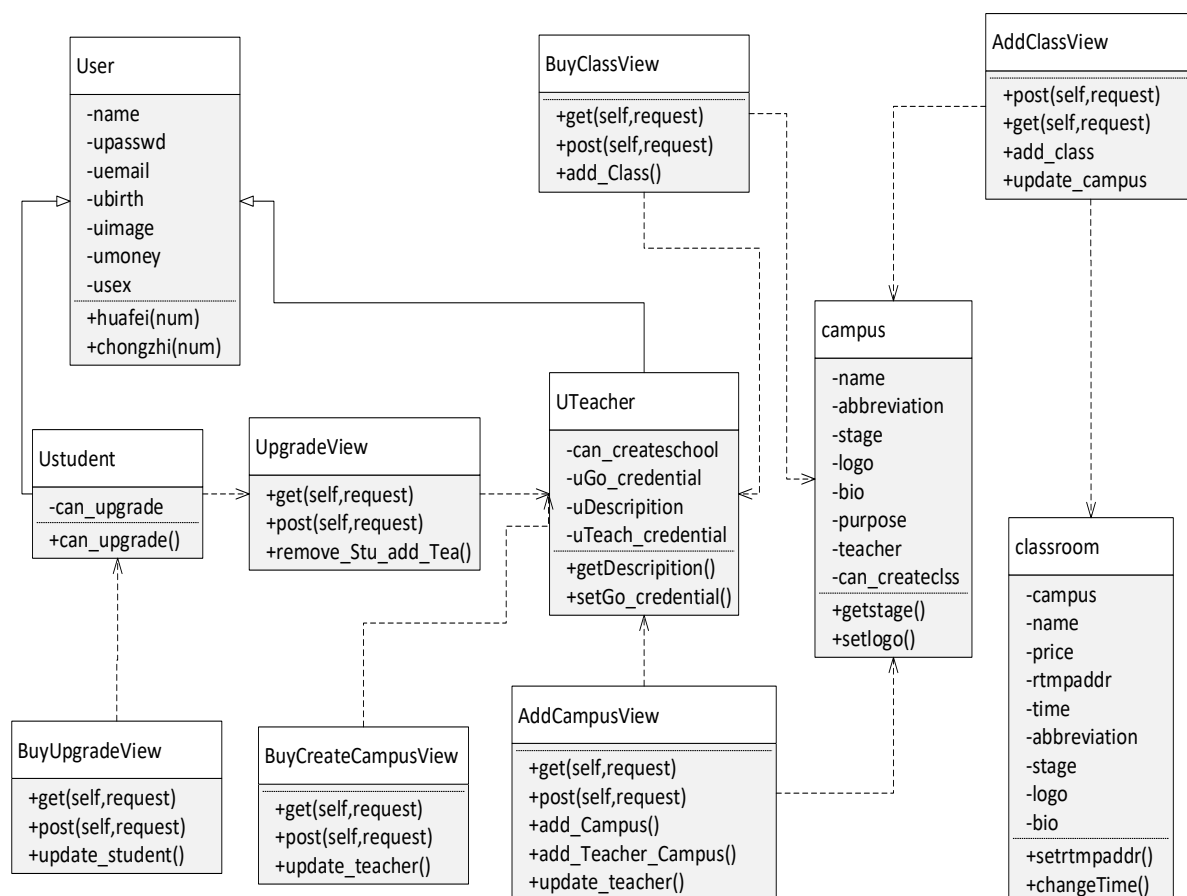 User
-name
-upasswd
-uemail
-ubirth
-uimage
-umoney
-usex
+huafei(num)
+chongzhi(num)
BuyClassView
+get(self,request)
+post(self,request)
+add_Class()
AddClassView
+post(self,request)
+get(self,request)
+add_class
+update_campus
campus
-name
-abbreviation
-stage
-logo
-bio
-purpose
-teacher
-can_createclss
+getstage()
+setlogo()
UTeacher
-can_createschool
-uGo_credential
-uDescripition
-uTeach_credential
+getDescripition()
+setGo_credential()
UpgradeView
+get(self,request)
+post(self,request)
+remove_Stu_add_Tea()
Ustudent
-can_upgrade
+can_upgrade()
classroom
-campus
-name
-price
-rtmpaddr
-time
-abbreviation
-stage
-logo
-bio
+setrtmpaddr()
+changeTime()
BuyUpgradeView
+get(self,request)
+post(self,request)
+update_student()
BuyCreateCampusView
+get(self,request)
+post(self,request)
+update_teacher()
AddCampusView
+get(self,request)
+post(self,request)
+add_Campus()
+add_Teacher_Campus()
+update_teacher()